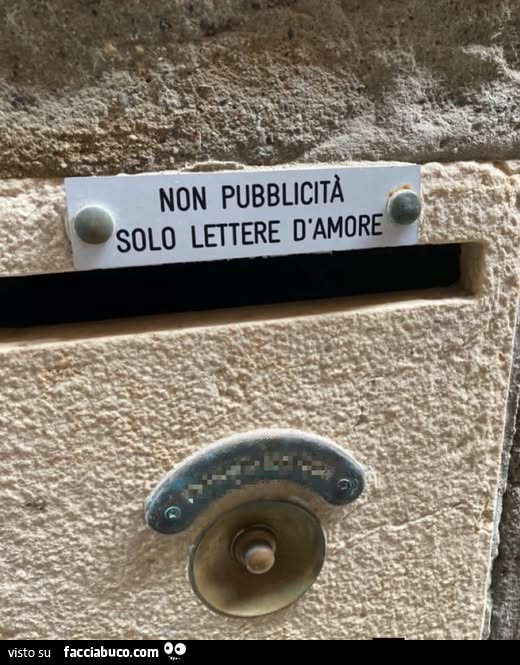 NON PUBBLICITÀ
SOLO LETTERE D'AMORE
visto su facciabuco.com